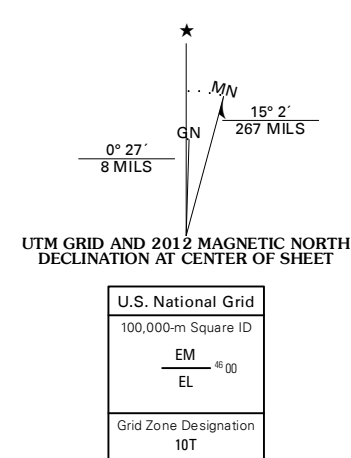 ★
MN
15° 2´
267 MILS
GN
0° 27´
8 MILS
UTM GRID AND 2012 MAGNETIC NORTH
DECLINATION AT CENTER OF SHEET
U.S. National Grid
100,000-m Square ID
EM
46 00
EL
Grid Zone Designation
10T